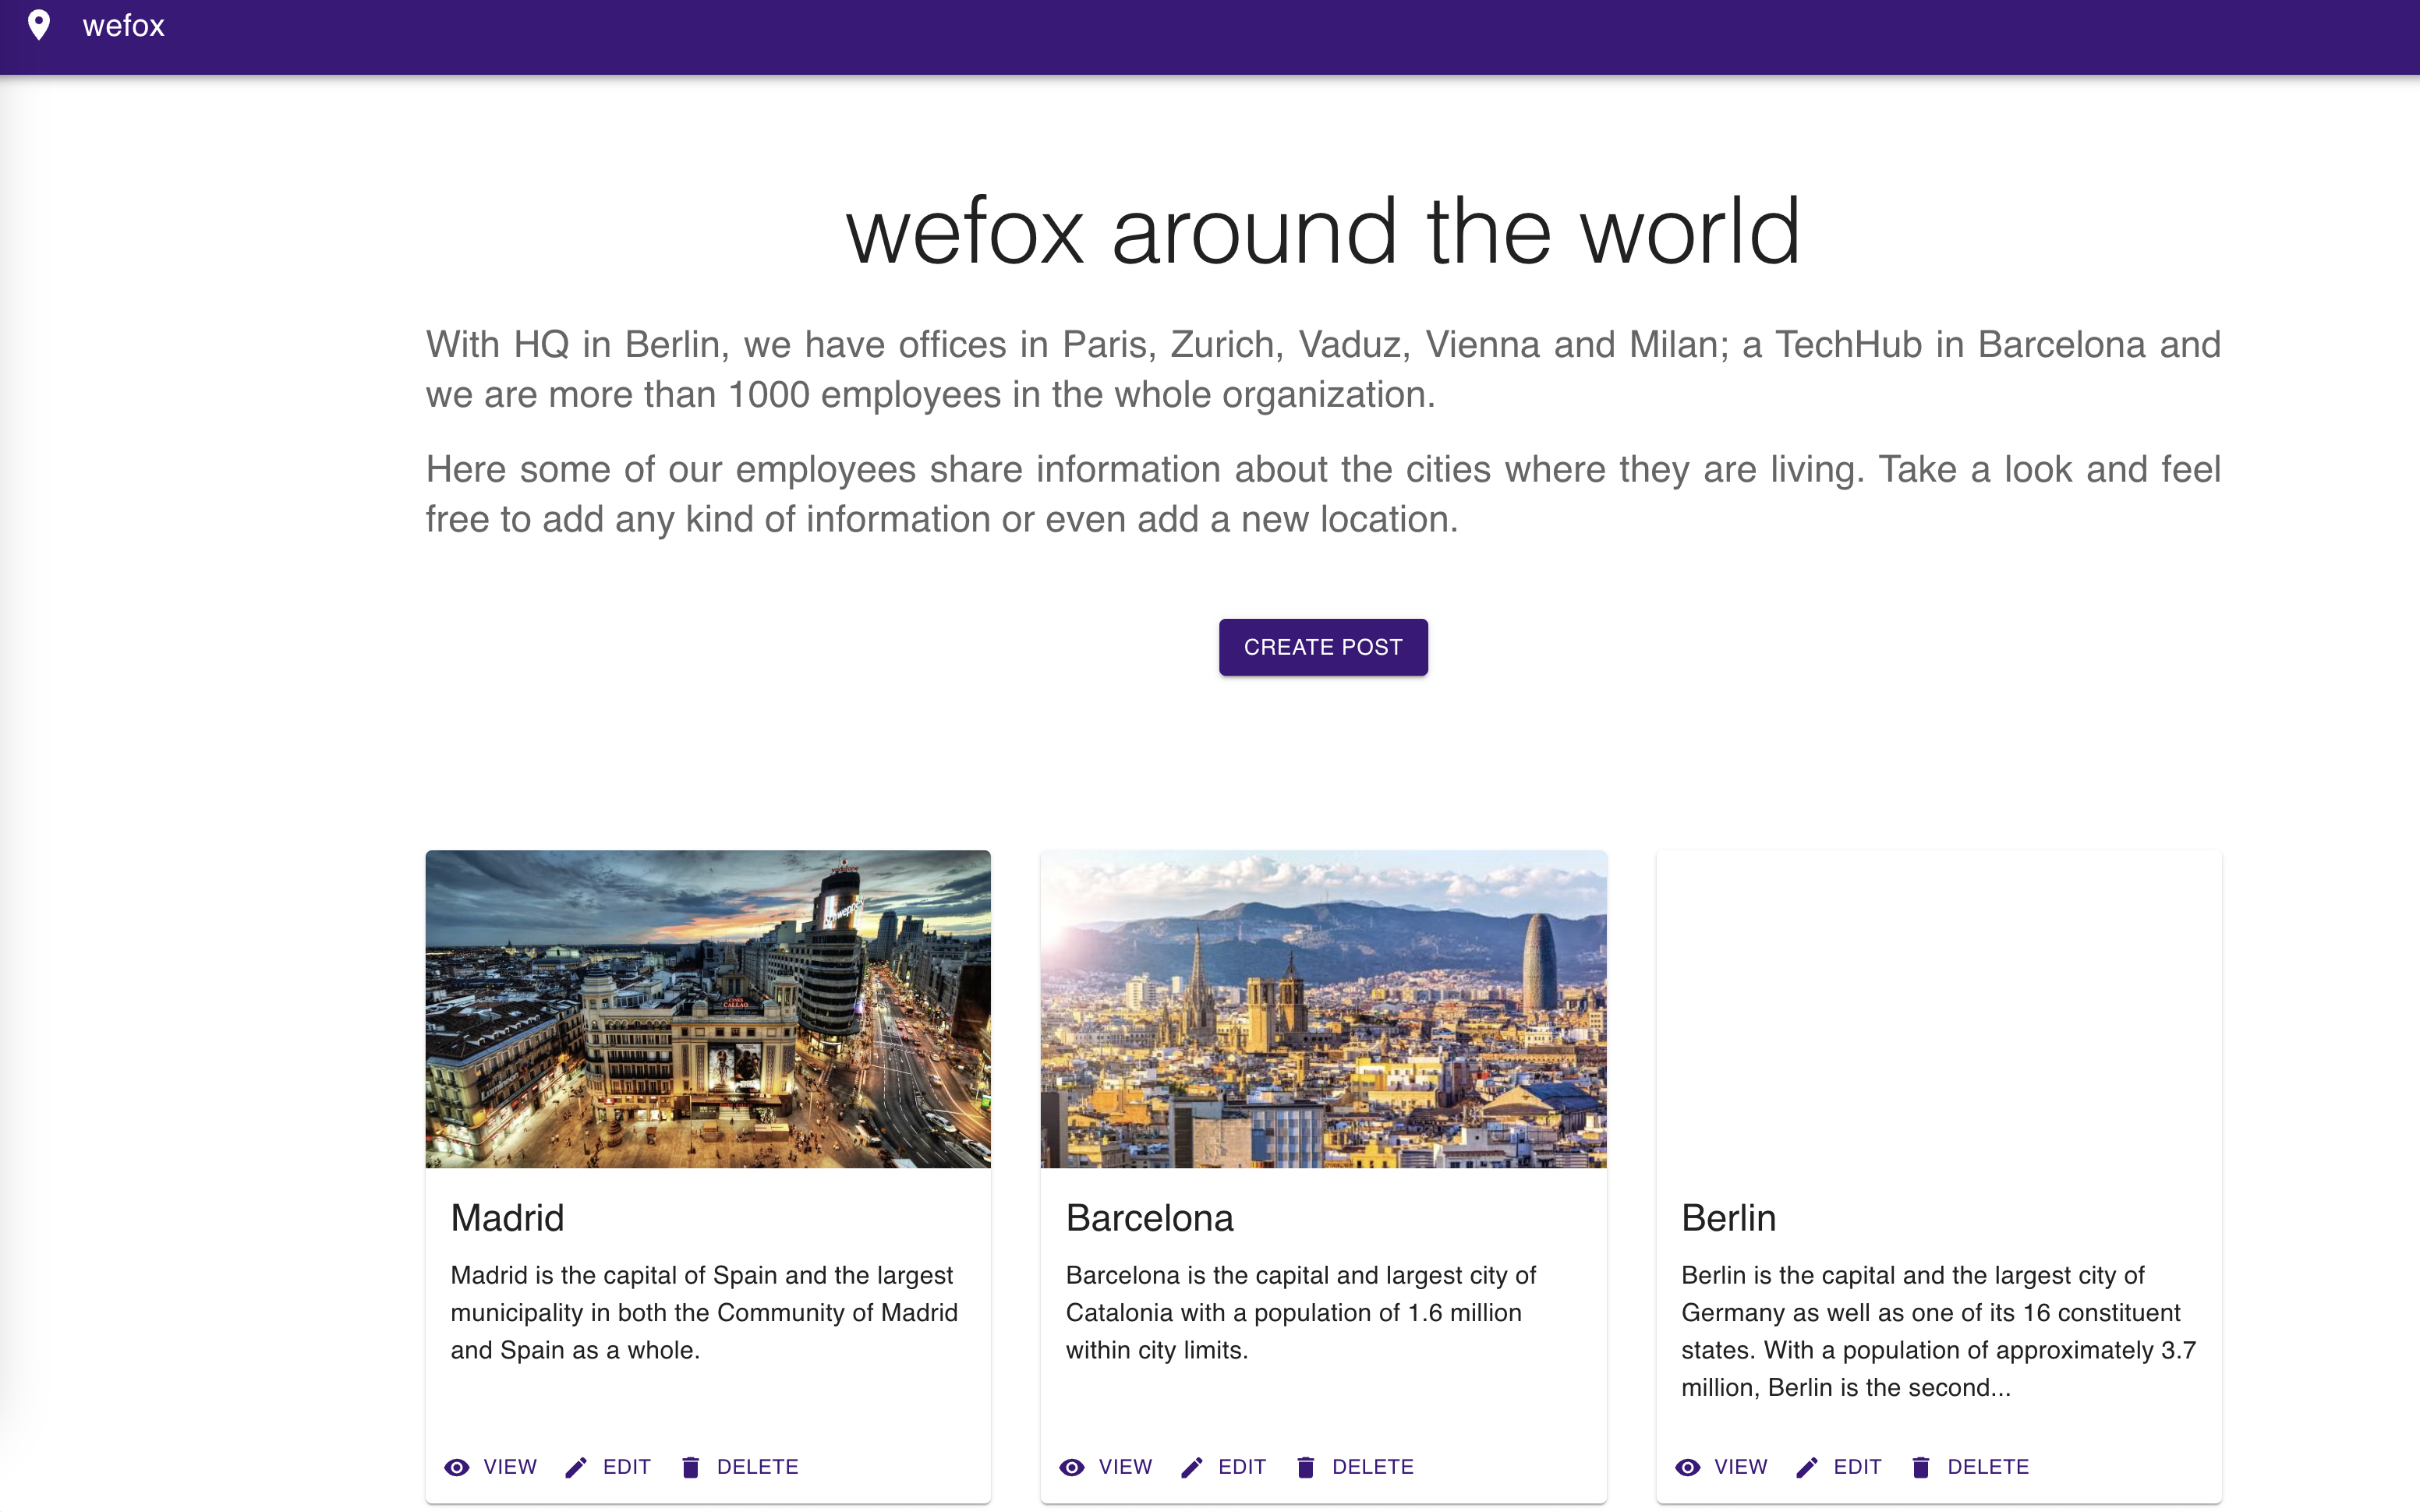 wefox
wefox around the world
With HQ in Berlin, we have offices in Paris, Zurich, Vaduz, Vienna and Milan; a TechHub in Barcelona and
we are more than 1000 employees in the whole organization.
Here some of our employees share information about the cities where they are living. Take a look and feel
free to add any kind of information or even add a new location.
CREATE POST
vodafone
Schweppes
CALLAO
Madrid
Madrid is the capital of Spain and the largest
municipality in both the Community of Madrid
and Spain as a whole.
VIEW EDIT DELETE
Barcelona
Barcelona is the capital and largest city of
Catalonia with a population of 1.6 million
within city limits.
VIEW EDIT DELETE
Berlin
Berlin is the capital and the largest city of
Germany as well as one of its 16 constituent
states. With a population of approximately 3.7
million, Berlin is the second...
VIEW EDIT DELETE